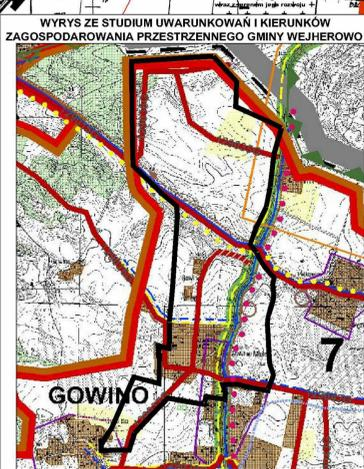 WYRYS ZE STUDIUM UWARUNKOWAŃ I KIERUNKÓW
ZAGOSPODAROWANIA PRZESTRZENNEGO GMINY WEJHEROWO
7
GOWINO